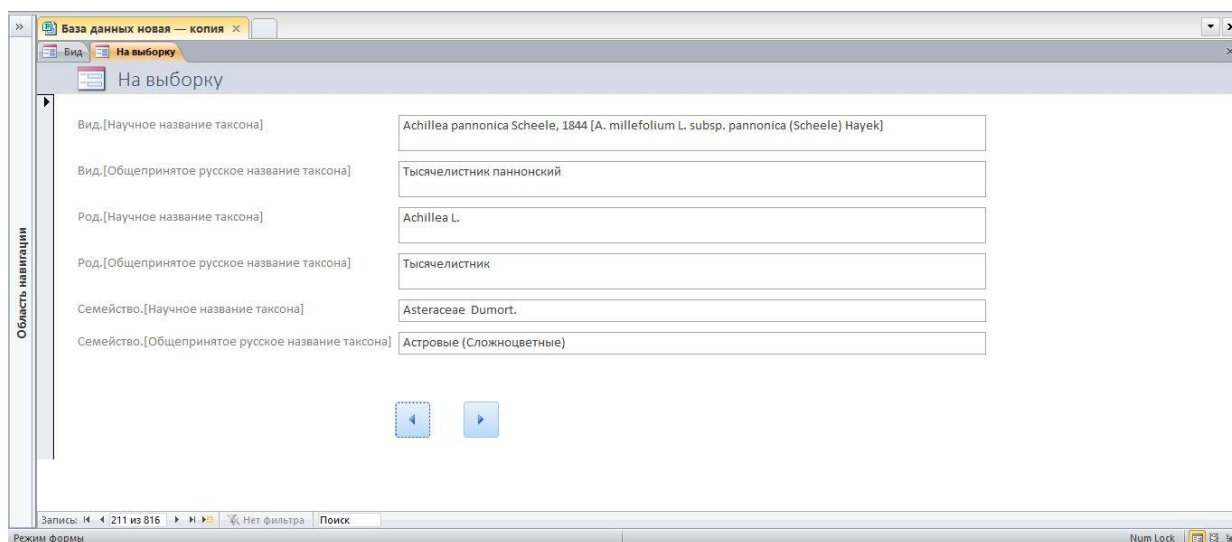 База данных новая — копия
Вид На выборку
На выборку
Вид.[Научное название таксона] Achillea pannonica Scheele, 1844 [A. millefolium L. subsp. pannonica (Scheele) Hayek]
Вид.[Общепринятое русское название таксона] Тысячелистник паннонский
Род.[Научное название таксона] Achillea L.
Род.[Общепринятое русское название таксона] Тысячелистник
Семейство.[Научное название таксона] Asteraceae Dumort.
Семейство.[Общепринятое русское название таксона] Астровые (Сложноцветные)
Область навигации
Запись: 211 из 816 Нет фильтра Поиск
Режим формы Num Lock